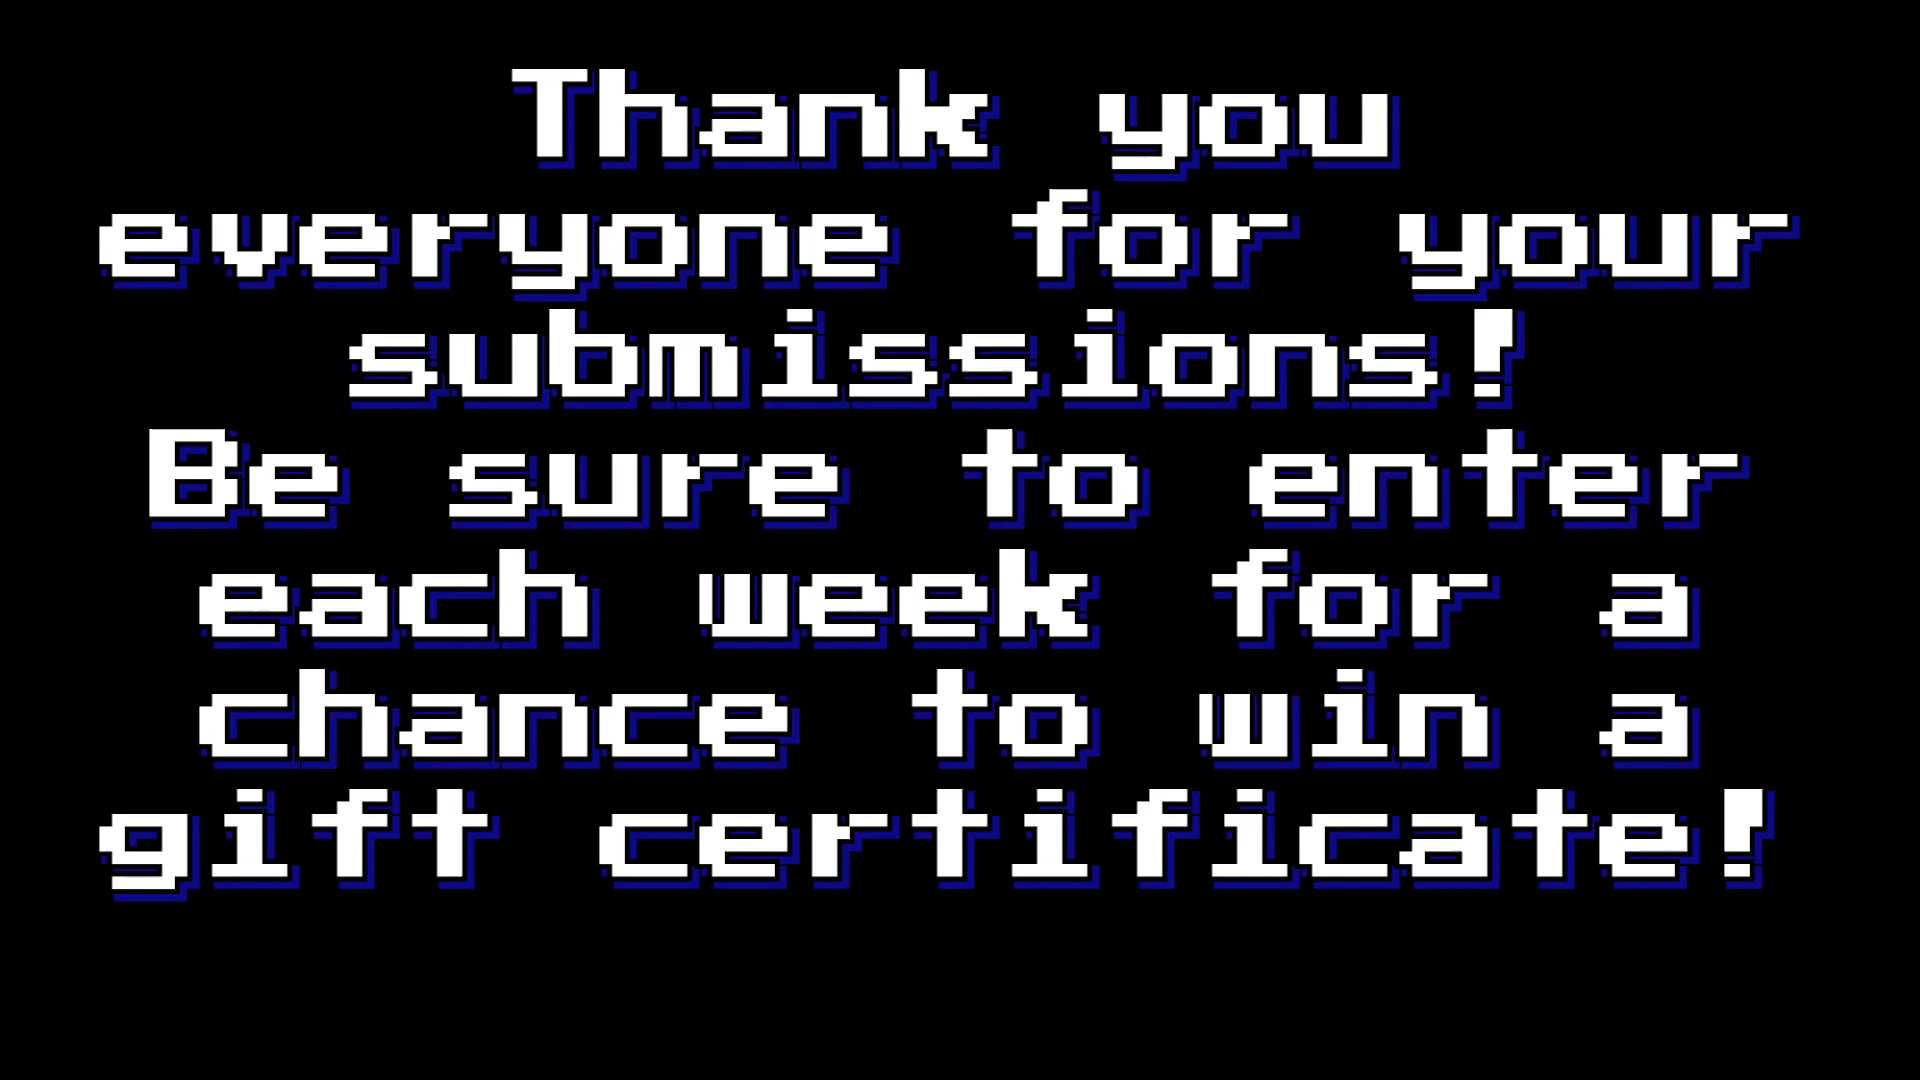 Thank you
everyone for your
submissions!
Be sure to enter
each week for a
chance to win a
gift certificate!